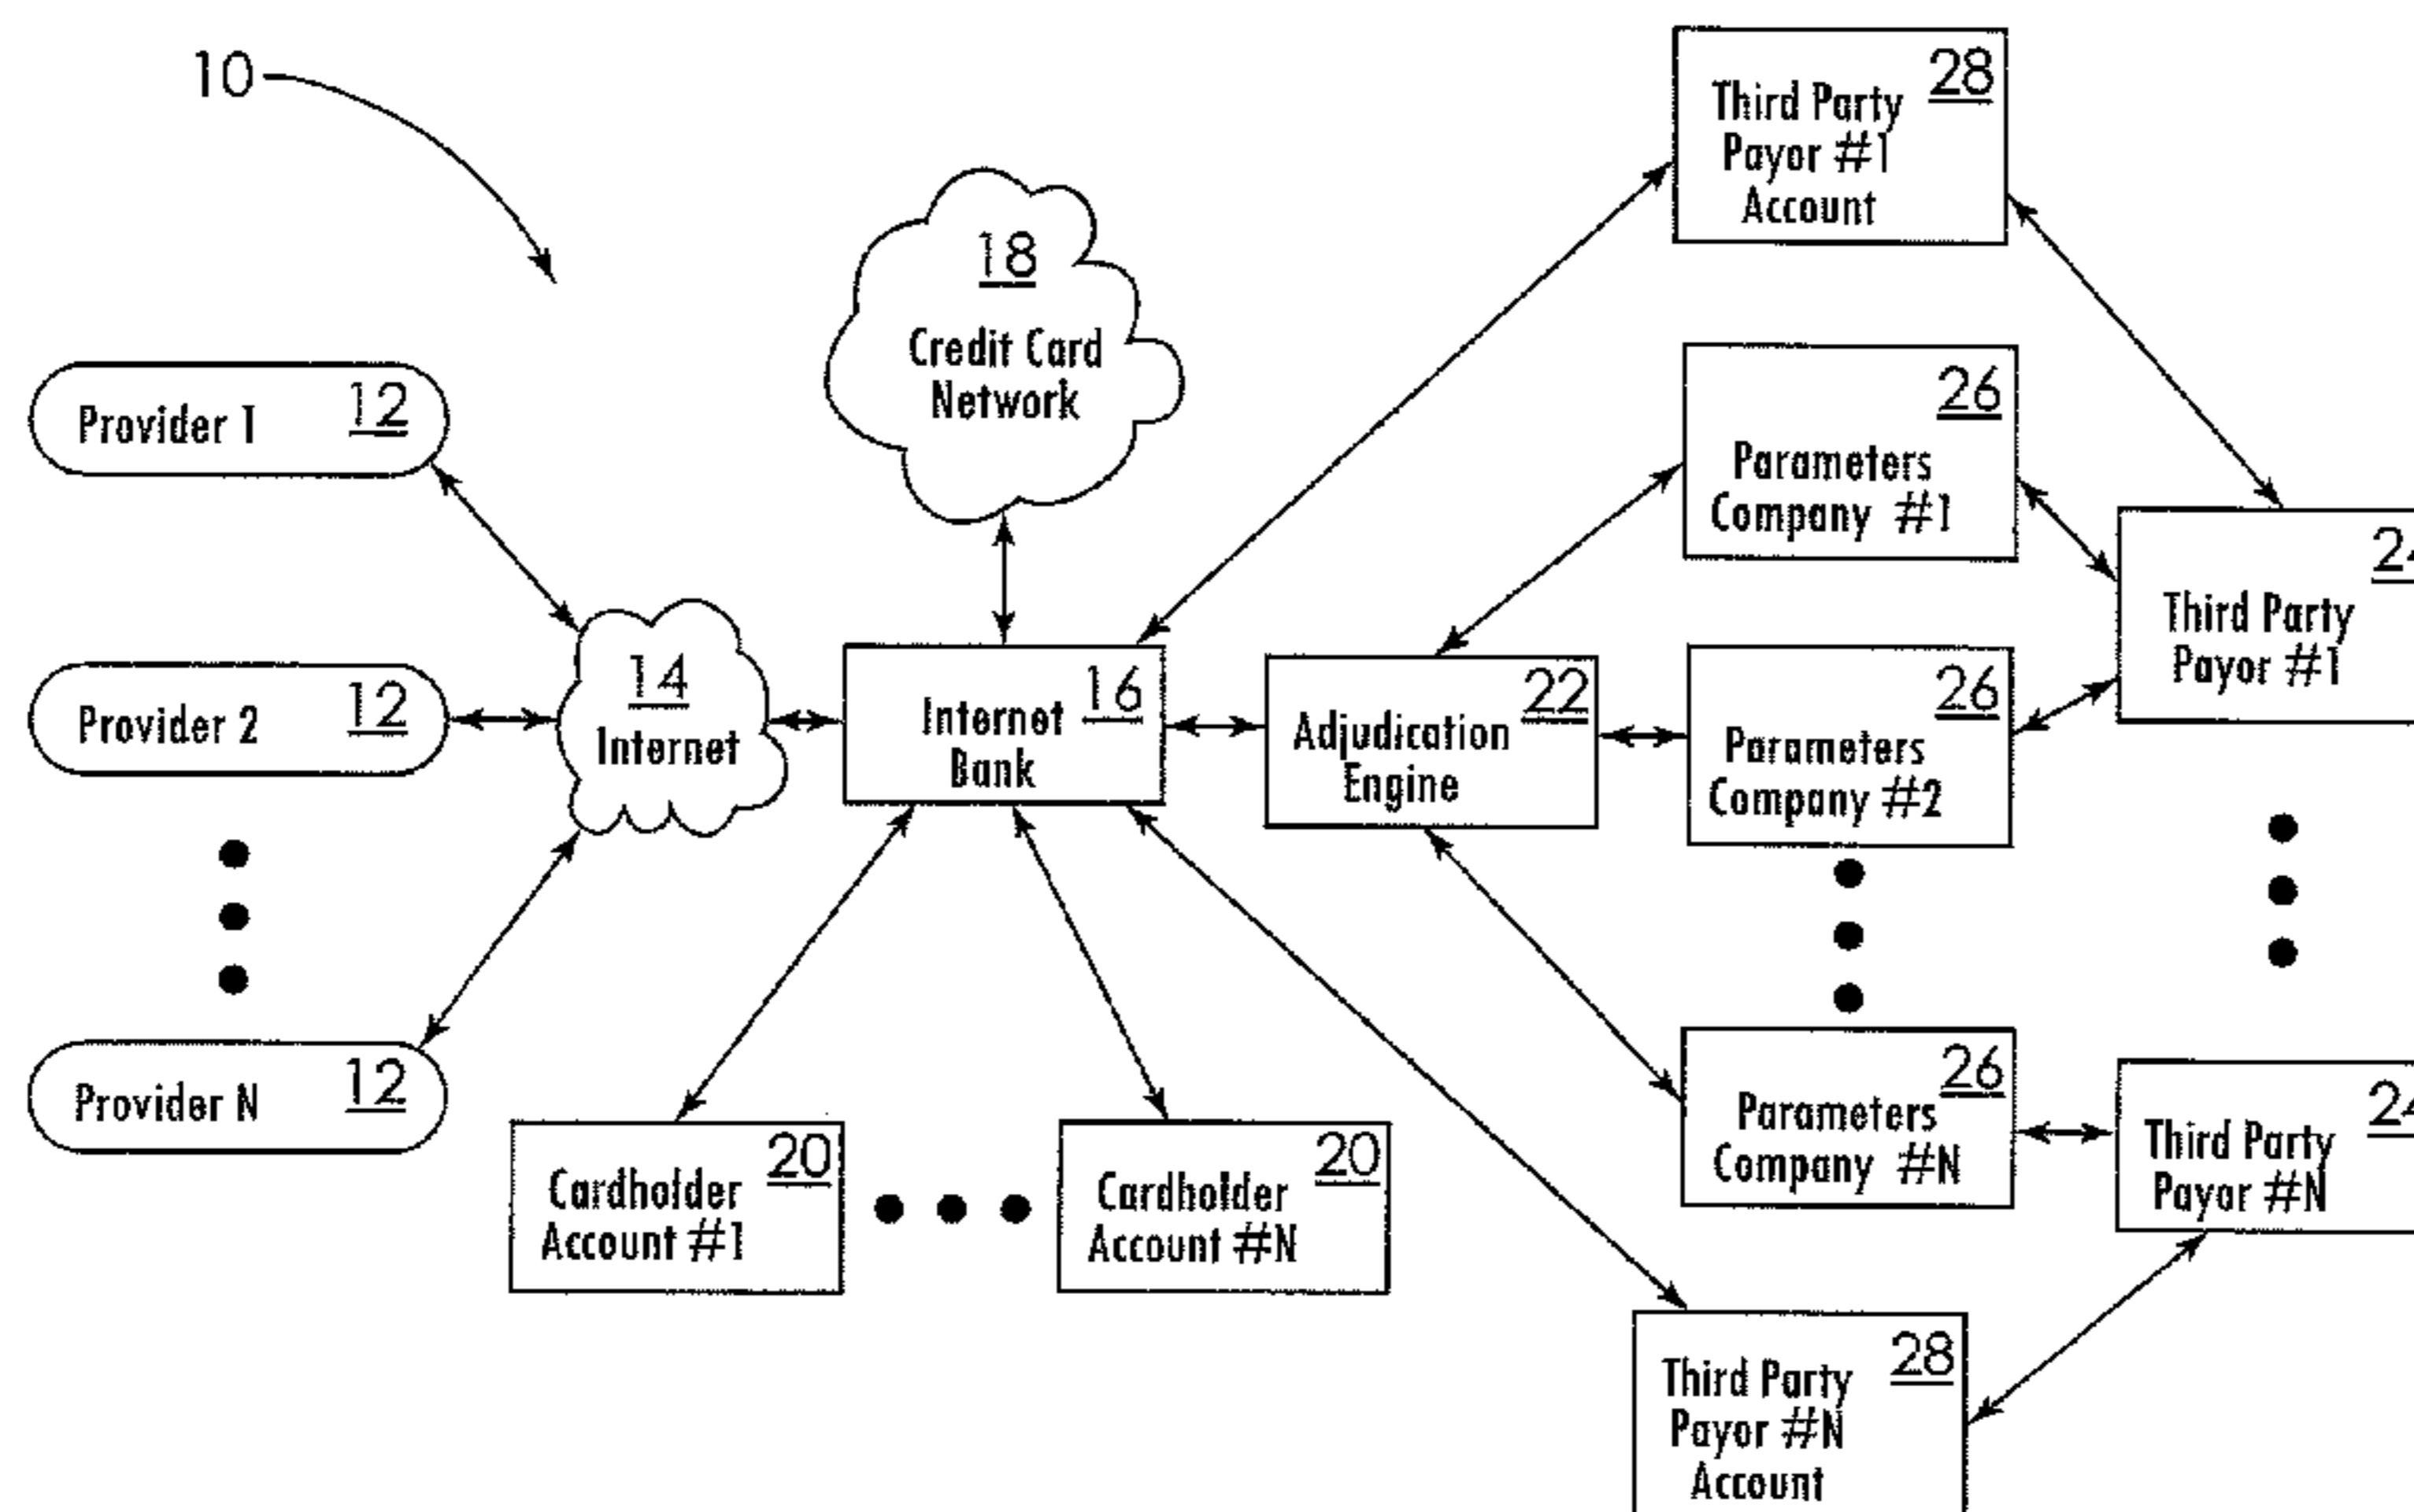 10
Provider 1 12
Provider 2 12
Provider N 12
14
Internet
18
Credit Card
Network
Internet 16
Bank
Cardholder 20
Account #1
Cardholder 20
Account #N
Adjudication 22
Engine
28
Third Party
Payor #1
Account
26
Parameters
Company #1
26
Parameters
Company #2
26
Parameters
Company #N
Third Party
Payor #1
Third Party
Payor #N
28
Third Party
Payor #N
Account